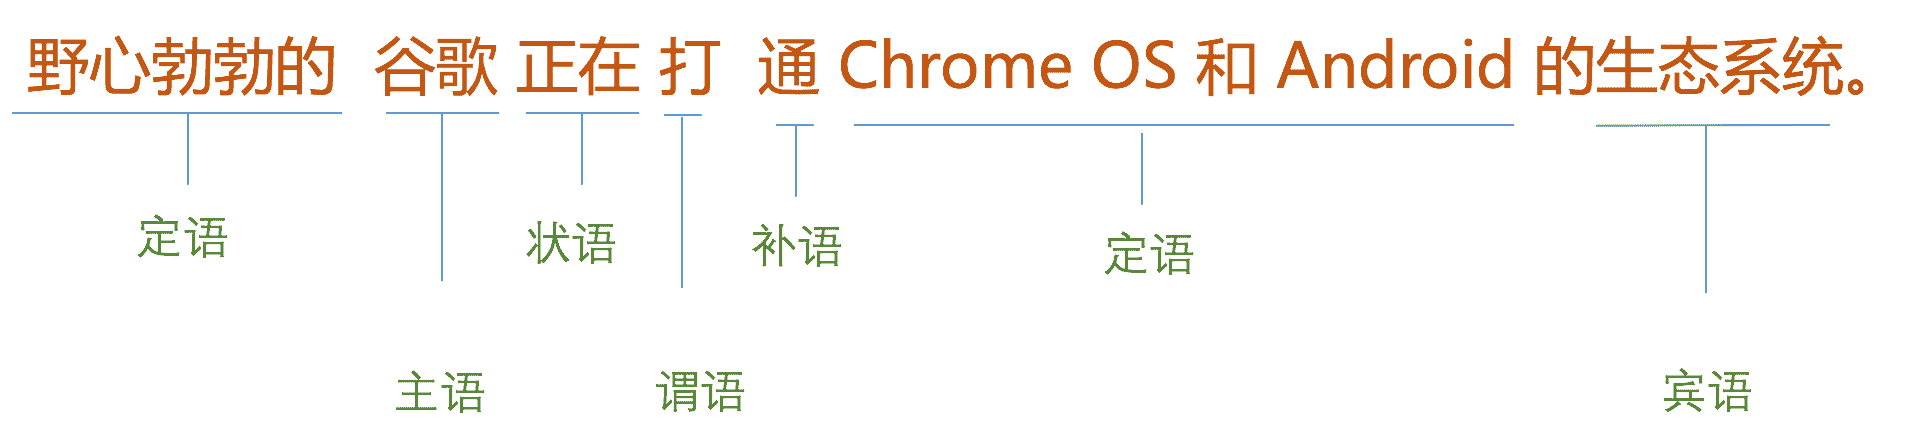 野心勃勃的 谷歌 正在 打 通 Chrome OS 和 Android 的生态系统。
定语 状语 补语 定语
主语 谓语 宾语